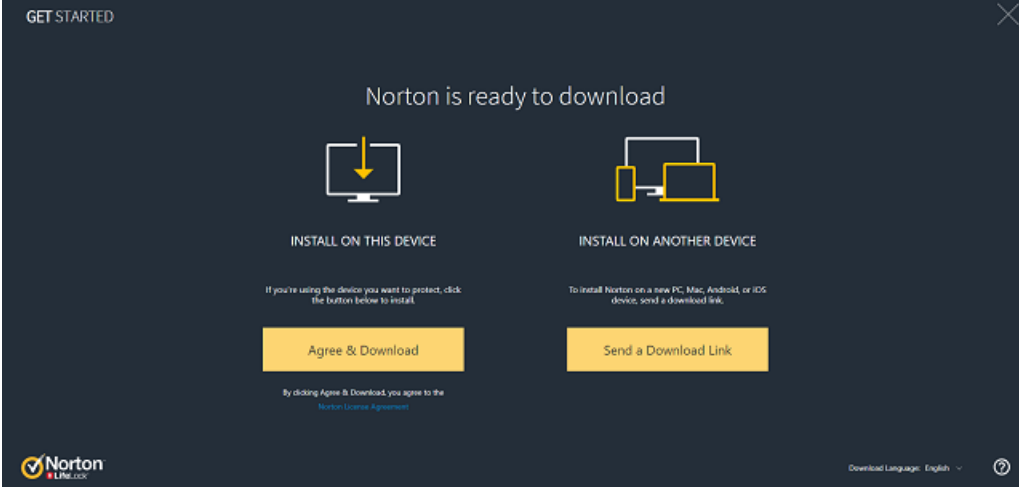 GET STARTED
Norton is ready to download
INSTALL ON THIS DEVICE
If you're using the device you want to protect, click
the button below to install.
Agree & Download
By clicking Agree & Download, you agree to the
Norton License Agreement
INSTALL ON ANOTHER DEVICE
To install Norton on a new PC, Mac, Android, or iOS
device, send a download link.
Send a Download Link
Norton
LifeLock
Download Language: English
?